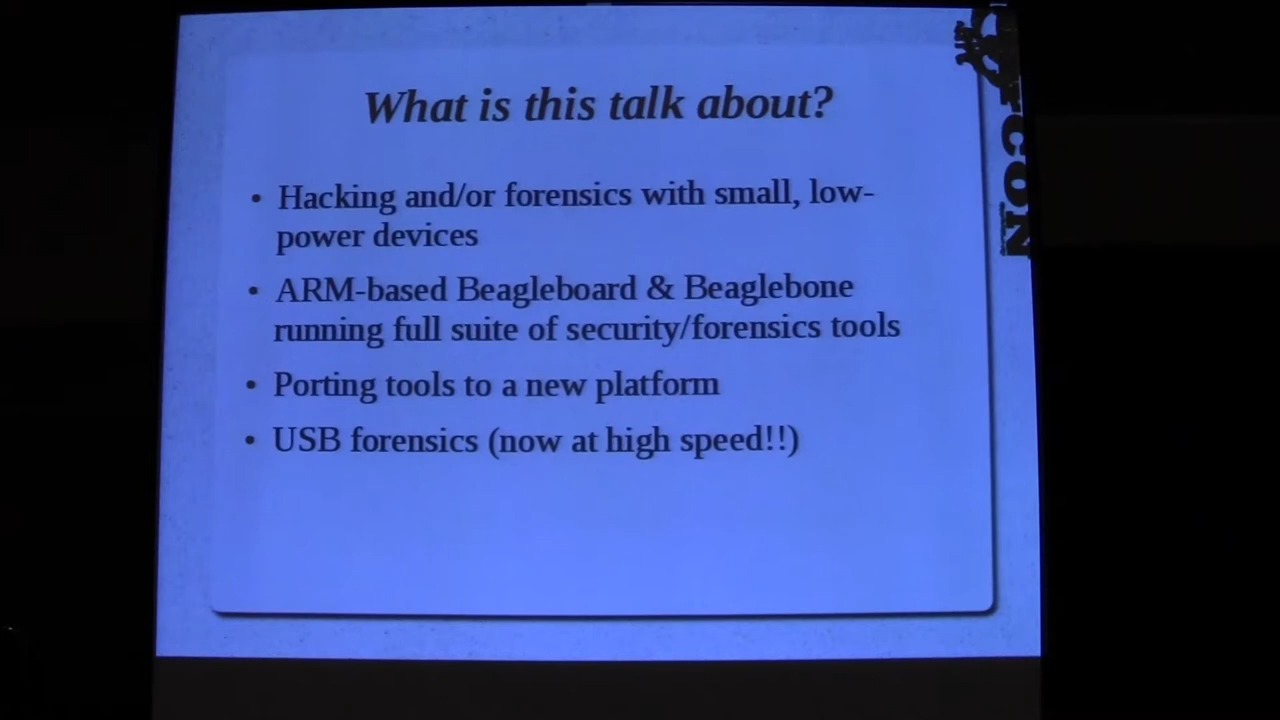 What is this talk about?
• Hacking and/or forensics with small, low-
power devices
• ARM-based Beagleboard & Beaglebone
running full suite of security/forensics tools
• Porting tools to a new platform
• USB forensics (now at high speed!!)
CON